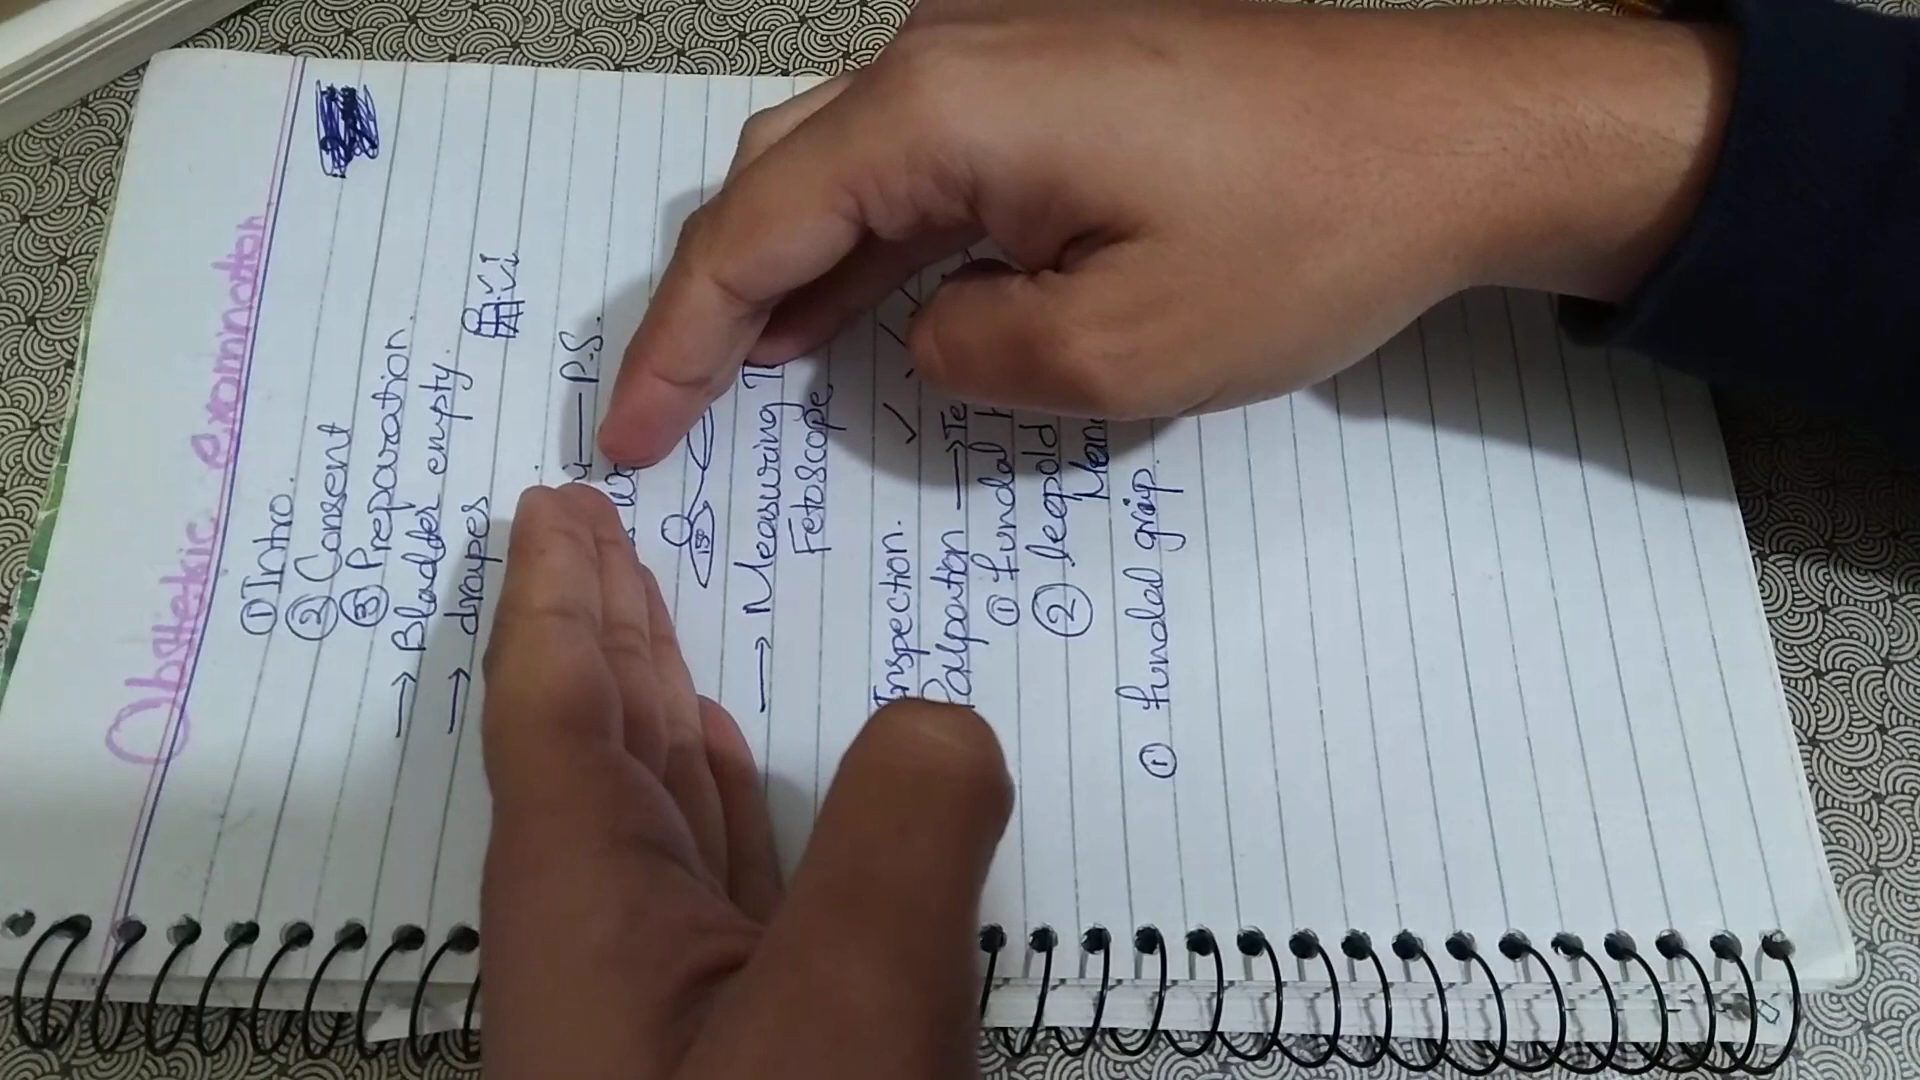 Obstetric examination.
① Intro.
② Consent
③ Preparation.
→ Bladder empty.
→ drapes
— P.S.
15°
→ Measuring T
Fetoscope
Inspection. ✓
Palpation → Te
① fundal
② leopold
① fundal grip.